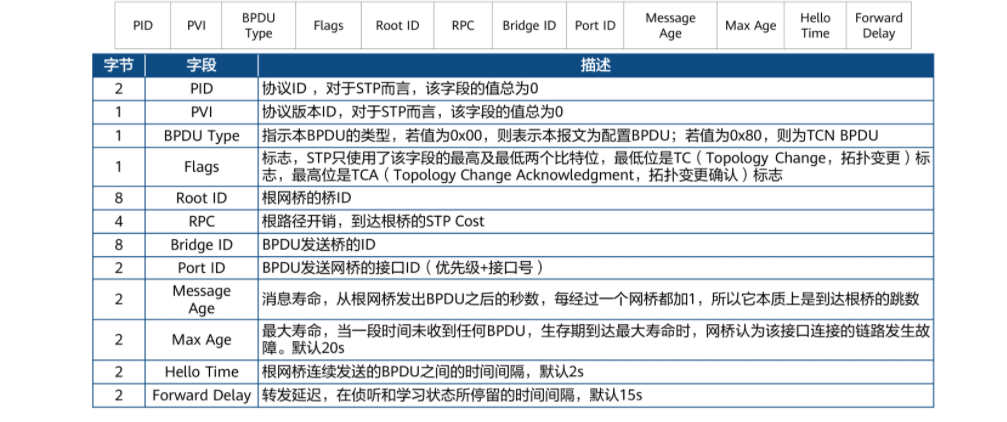 PID PVI BPDU Type Flags Root ID RPC Bridge ID Port ID Message Age Max Age Hello Time Forward Delay
字节 字段 描述
2 PID 协议ID ，对于STP而言，该字段的值总为0
1 PVI 协议版本ID，对于STP而言，该字段的值总为0
1 BPDU Type 指示本BPDU的类型，若值为0x00，则表示本报文为配置BPDU；若值为0x80，则为TCN BPDU
1 Flags 标志，STP只使用了该字段的最高及最低两个比特位，最低位是TC（Topology Change，拓扑变更）标
志，最高位是TCA（Topology Change Acknowledgment，拓扑变更确认）标志
8 Root ID 根网桥的桥ID
4 RPC 根路径开销，到达根桥的STP Cost
8 Bridge ID BPDU发送桥的ID
2 Port ID BPDU发送网桥的接口ID（优先级+接口号）
2 Message Age 消息寿命，从根网桥发出BPDU之后的秒数，每经过一个网桥都加1，所以它本质上是到达根桥的跳数
2 Max Age 最大寿命，当一段时间未收到任何BPDU，生存期到达最大寿命时，网桥认为该接口连接的链路发生故
障。默认20s
2 Hello Time 根网桥连续发送的BPDU之间的时间间隔，默认2s
2 Forward Delay 转发延迟，在侦听和学习状态所停留的时间间隔，默认15s